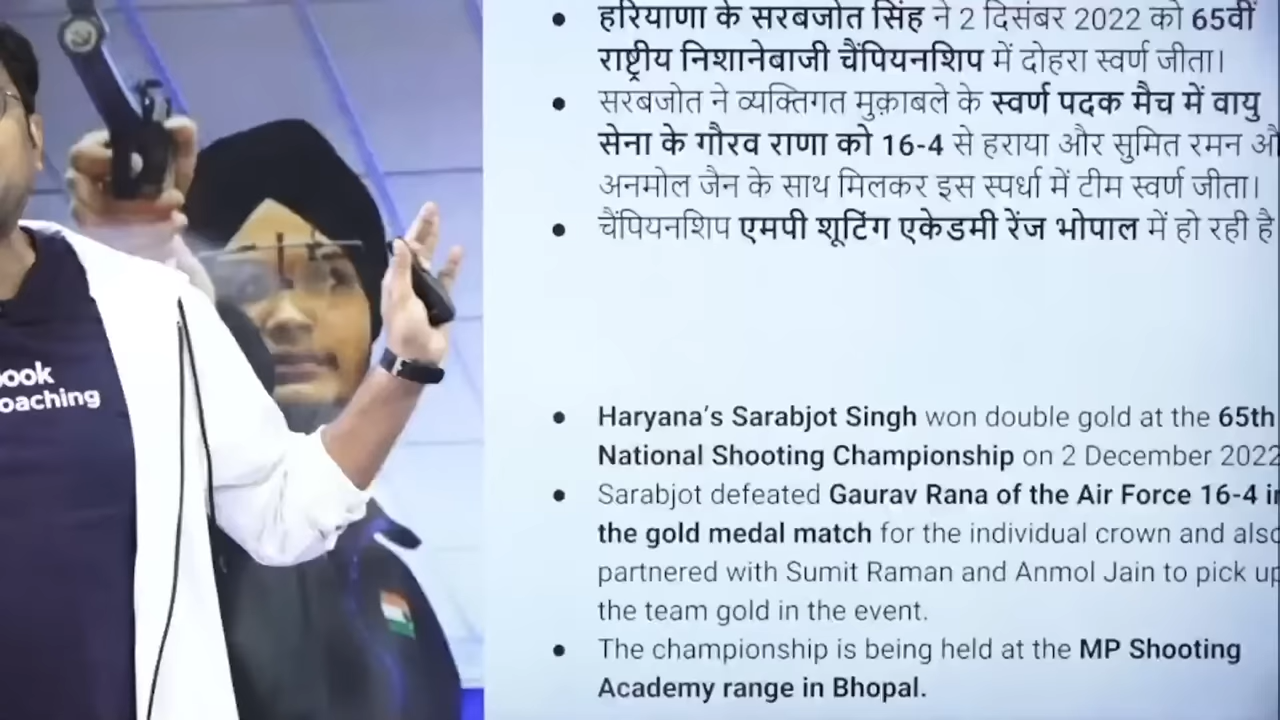 ook
oaching
हरियाणा के सरबजोत सिंह ने 2 दिसंबर 2022 को 65वीं
राष्ट्रीय निशानेबाजी चैंपियनशिप में दोहरा स्वर्ण जीता।
सरबजोत ने व्यक्तिगत मुक़ाबले के स्वर्ण पदक मैच में वायु
सेना के गौरव राणा को 16-4 से हराया और सुमित रमन औ
अनमोल जैन के साथ मिलकर इस स्पर्धा में टीम स्वर्ण जीता।
चैंपियनशिप एमपी शूटिंग एकेडमी रेंज भोपाल में हो रही है
Haryana's Sarabjot Singh won double gold at the 65th
National Shooting Championship on 2 December 2022
Sarabjot defeated Gaurav Rana of the Air Force 16-4 in
the gold medal match for the individual crown and also
partnered with Sumit Raman and Anmol Jain to pick up
the team gold in the event.
The championship is being held at the MP Shooting
Academy range in Bhopal.